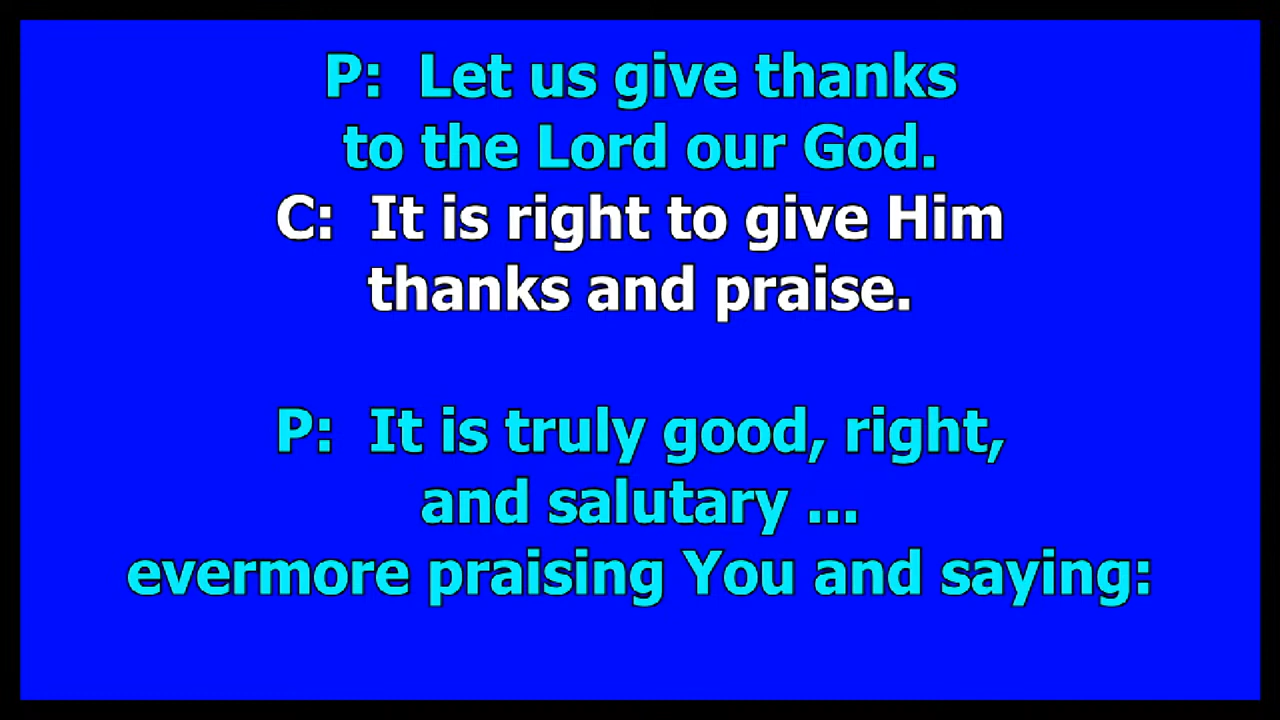 P: Let us give thanks
to the Lord our God.
C: It is right to give Him
thanks and praise.
P: It is truly good, right,
and salutary ...
evermore praising You and saying: